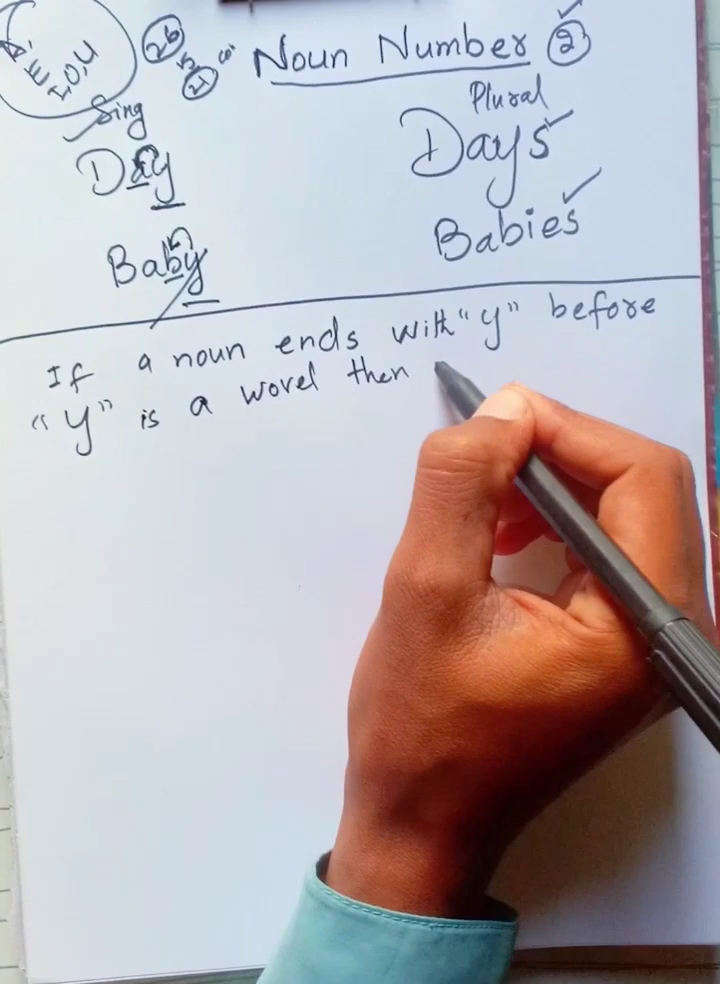 Noun Number 2
A, E, I, O, U
26
5
21
Sing Plural
Day Days
Baby Babies
If a noun ends with "y" before
"y" is a wovel then